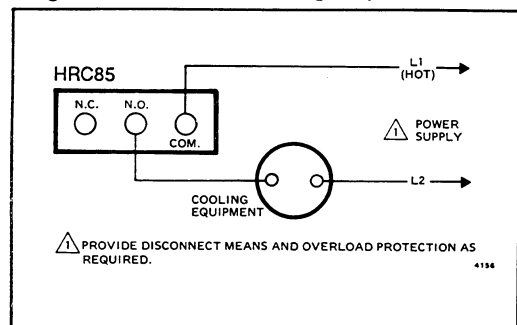 L1
(HOT)
HRC85
N.C. N.O.
COM.
1 POWER
SUPPLY
L2
COOLING
EQUIPMENT
1 PROVIDE DISCONNECT MEANS AND OVERLOAD PROTECTION AS
REQUIRED.
4156